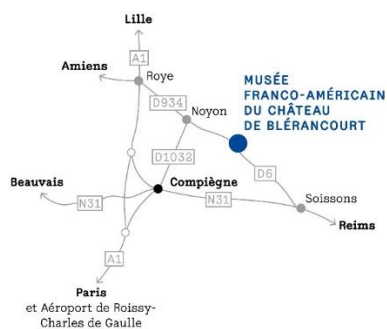 Lille
A1
Amiens
Roye
D934
Noyon
MUSÉE
FRANCO-AMÉRICAIN
DU CHÂTEAU
DE BLÉRANCOURT
D1032
D6
Beauvais
N31
Compiègne
N31
Soissons
Reims
A1
Paris
et Aéroport de Roissy-
Charles de Gaulle